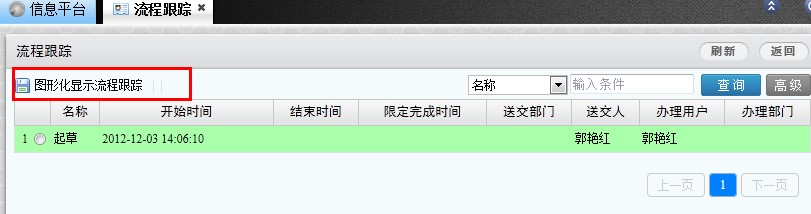 信息平台 流程跟踪
流程跟踪 刷新 返回
图形化显示流程跟踪 名称 输入条件 查询 高级
名称 开始时间 结束时间 限定完成时间 送交部门 送交人 办理用户 办理部门
1 起草 2012-12-03 14:06:10 郭艳红 郭艳红
上一页 1 下一页